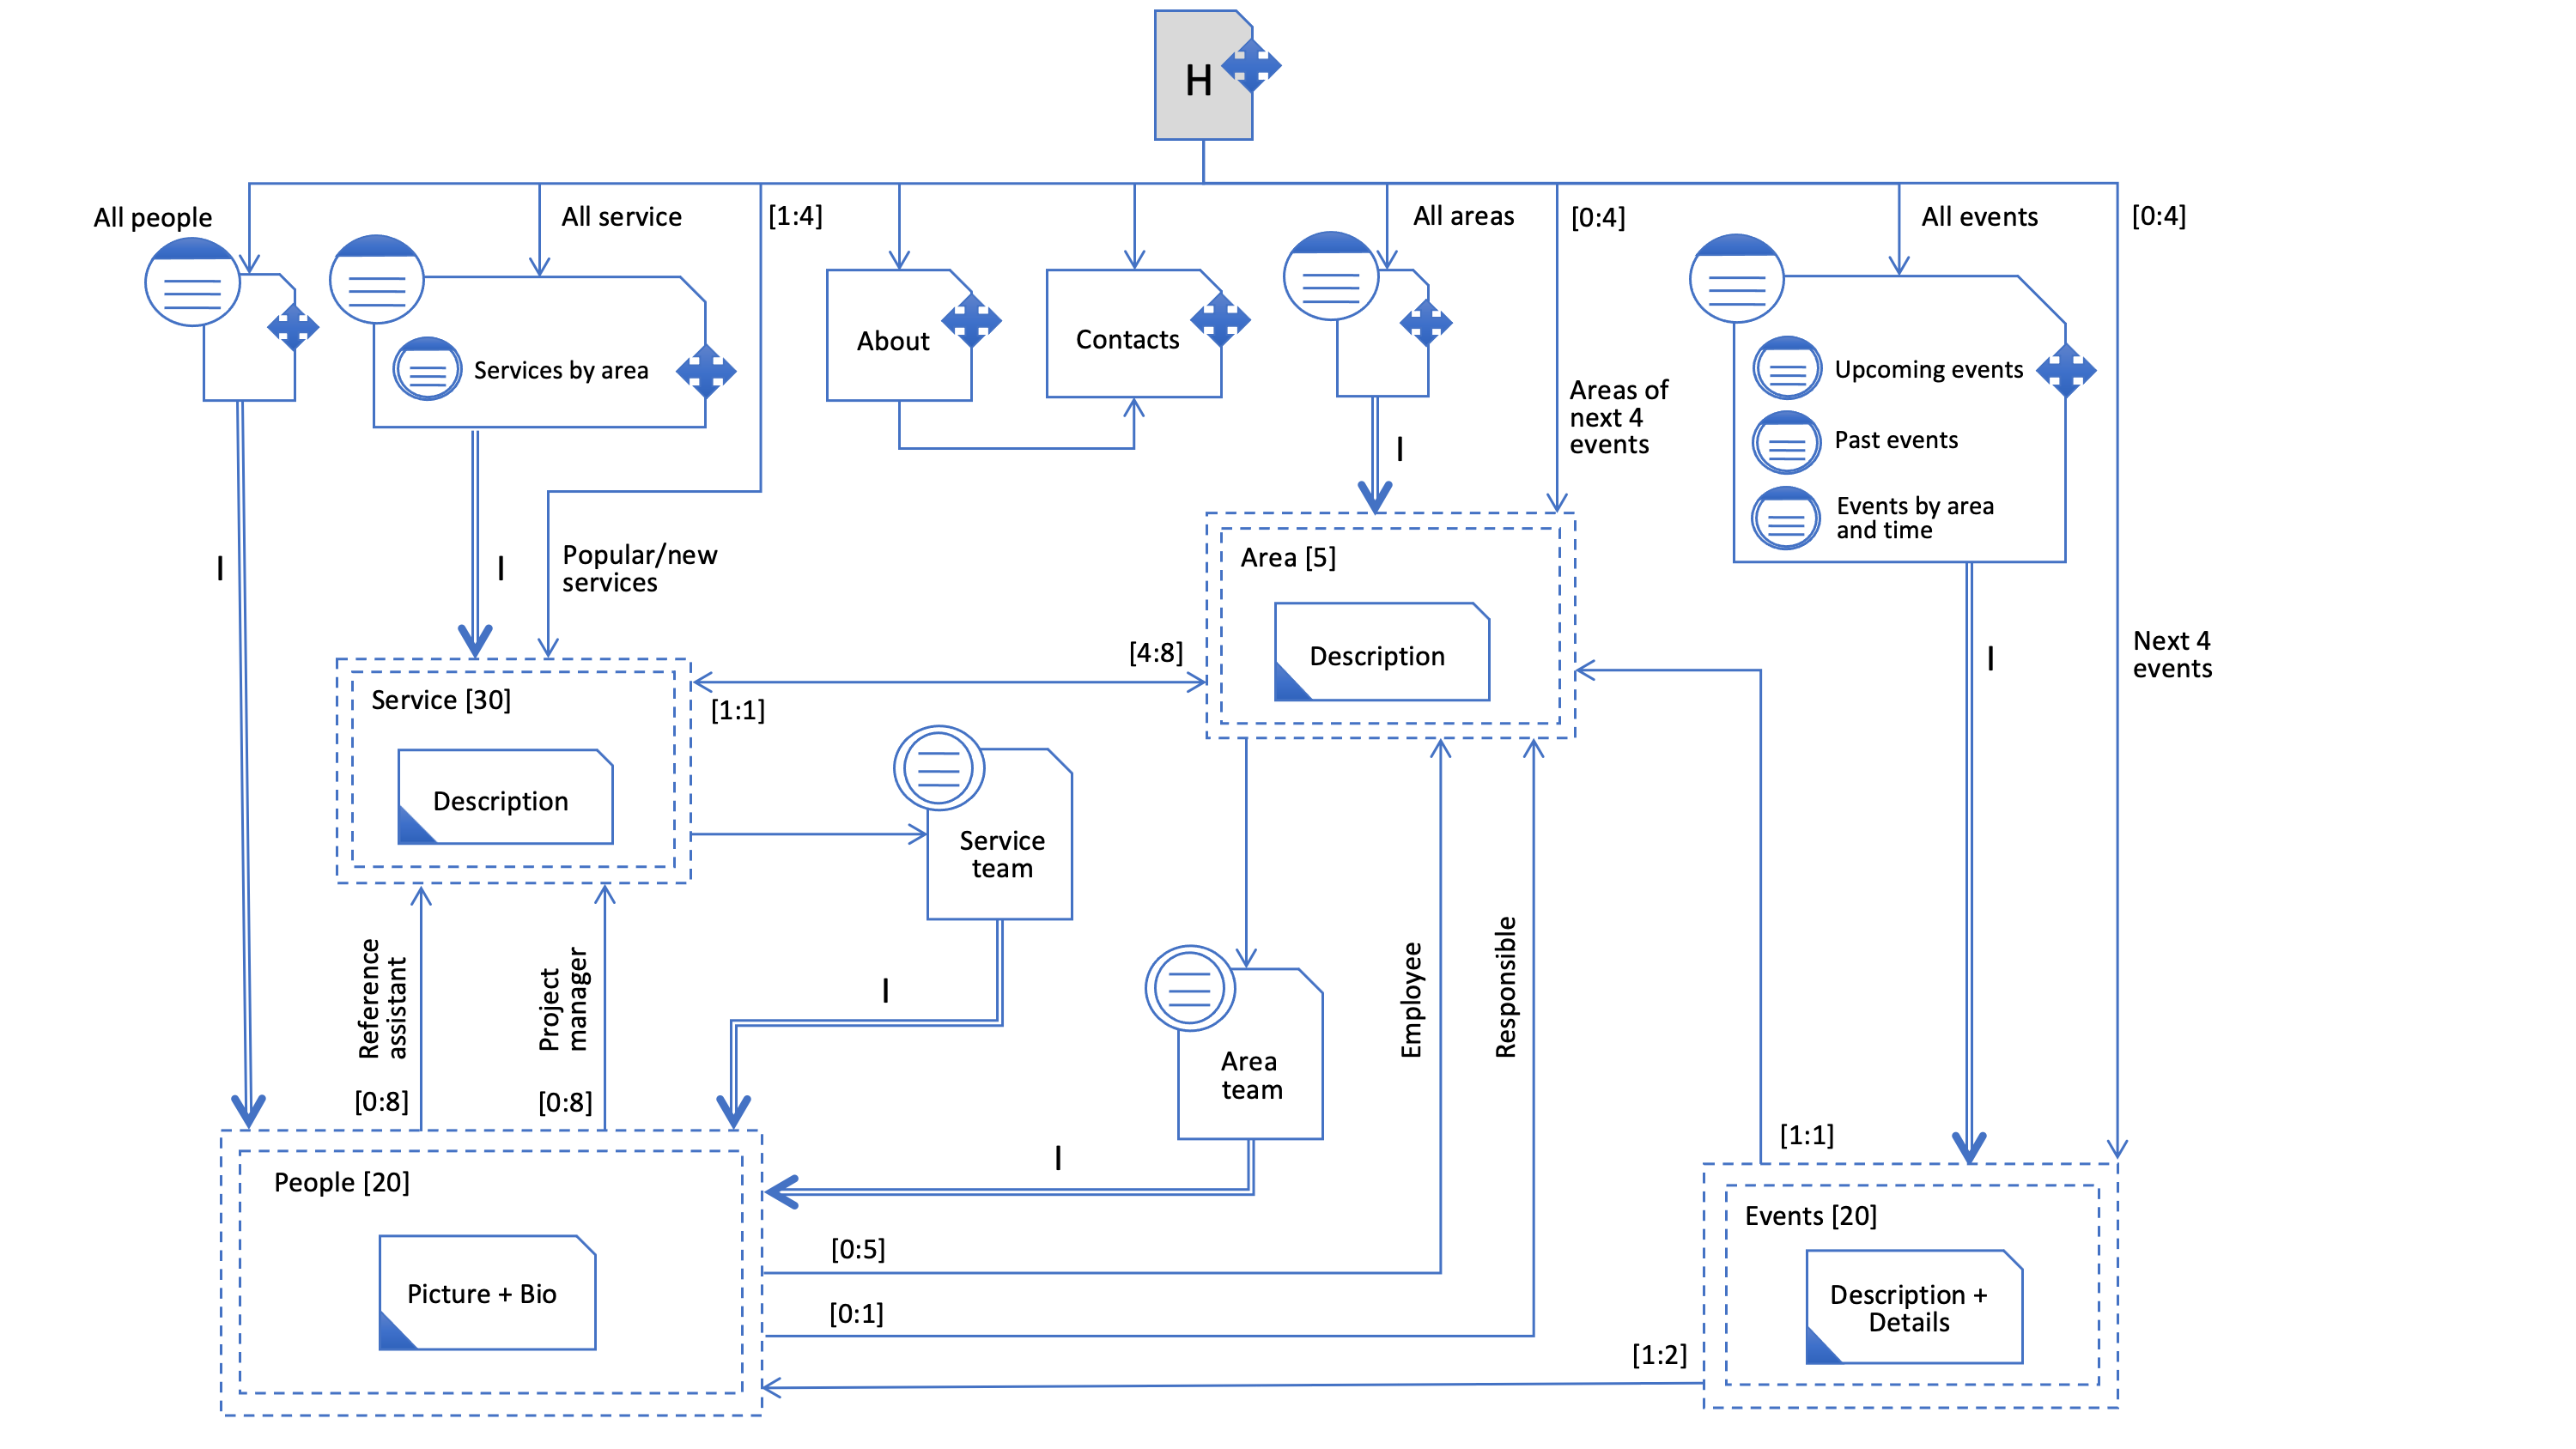 H
All people
All service
[1:4]
All areas
[0:4]
All events
[0:4]
Services by area
About
Contacts
Upcoming events
Past events
Events by area
and time
Areas of
next 4
events
I
I
I
Popular/new
services
Area [5]
Description
I
Next 4
events
[4:8]
[1:1]
Service [30]
Description
Service
team
Reference
assistant
Project
manager
I
Employee
Responsible
Area
team
[0:8]
[0:8]
[1:1]
I
People [20]
Picture + Bio
[0:5]
[0:1]
[1:2]
Events [20]
Description +
Details